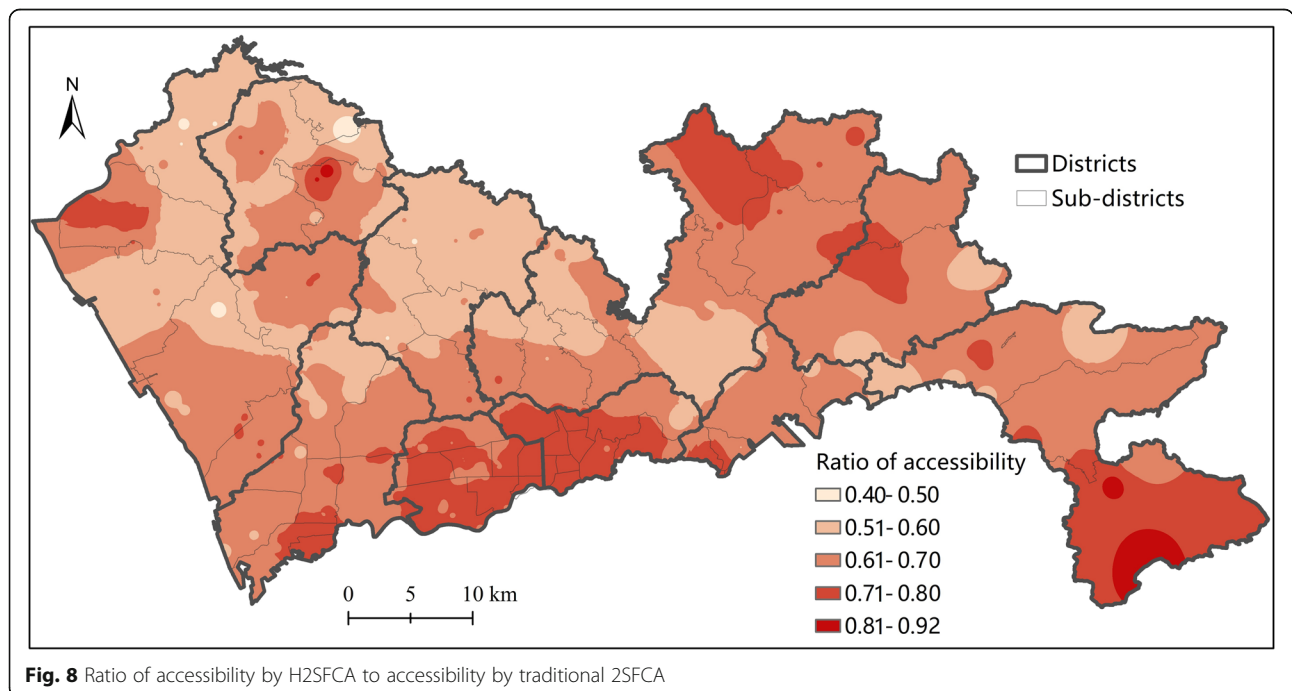 N
Districts
Sub-districts
Ratio of accessibility
0.40- 0.50
0.51- 0.60
0.61- 0.70
0.71- 0.80
0.81- 0.92
0 5 10 km
Fig. 8 Ratio of accessibility by H2SFCA to accessibility by traditional 2SFCA